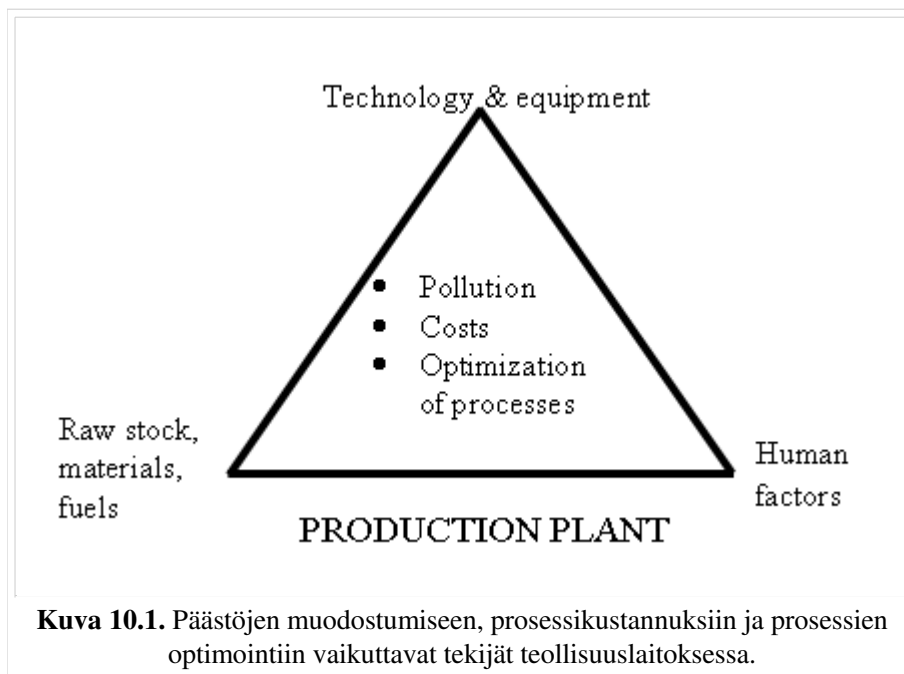 Technology & equipment
• Pollution
• Costs
• Optimization
of processes
Raw stock,
materials,
fuels
Human
factors
PRODUCTION PLANT
Kuva 10.1. Päästöjen muodostumiseen, prosessikustannuksiin ja prosessien
optimointiin vaikuttavat tekijät teollisuuslaitoksessa.